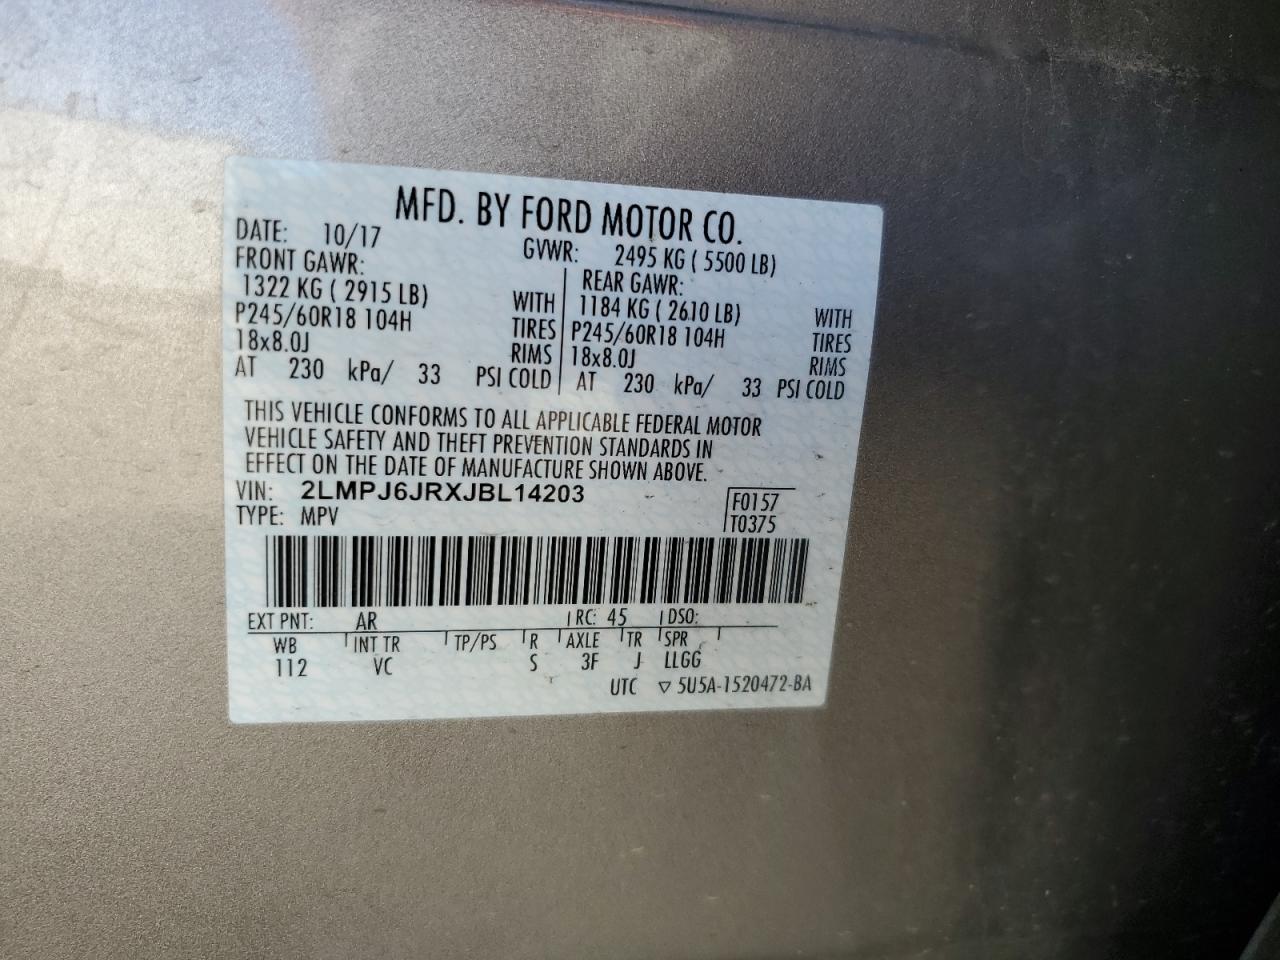 MFD. BY FORD MOTOR CO.
DATE: 10/17 GVWR: 2495 KG ( 5500 LB)
FRONT GAWR: REAR GAWR:
1322 KG ( 2915 LB) WITH 1184 KG ( 2610 LB) WITH
P245/60R18 104H TIRES P245/60R18 104H TIRES
18x8.0J RIMS 18x8.0J RIMS
AT 230 kPa/ 33 PSI COLD AT 230 kPa/ 33 PSI COLD
THIS VEHICLE CONFORMS TO ALL APPLICABLE FEDERAL MOTOR
VEHICLE SAFETY AND THEFT PREVENTION STANDARDS IN
EFFECT ON THE DATE OF MANUFACTURE SHOWN ABOVE.
VIN: 2LMPJ6JRXJBL14203 F0157
TYPE: MPV T0375
EXT PNT: AR RC: 45 DSO:
WB INT TR TP/PS R AXLE TR SPR
112 VC S 3F J LLGG
UTC ▽ 5U5A-1520472-BA